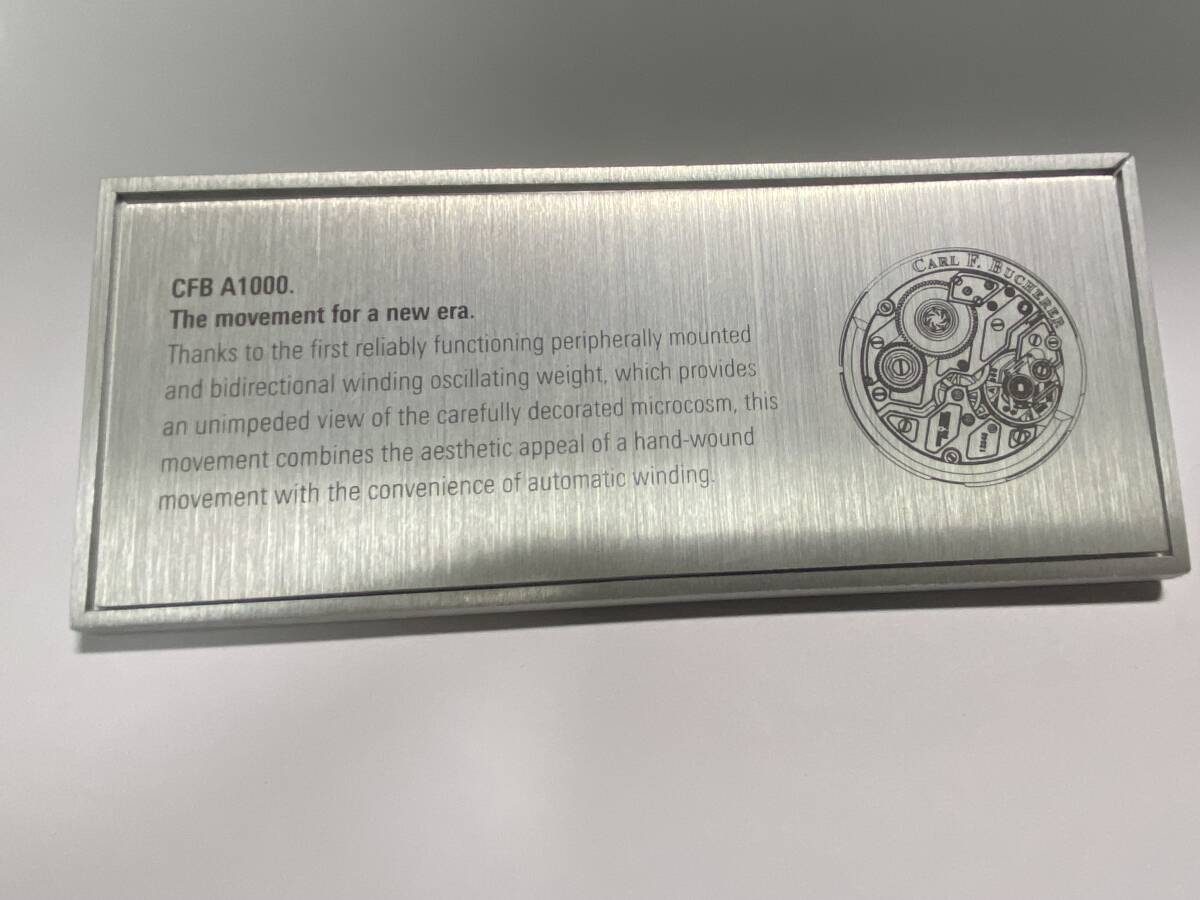 CFB A1000.
The movement for a new era.
Thanks to the first reliably functioning peripherally mounted
and bidirectional winding oscillating weight, which provides
an unimpeded view of the carefully decorated microcosm, this
movement combines the aesthetic appeal of a hand-wound
movement with the convenience of automatic winding.
CARL F. BUCHERER